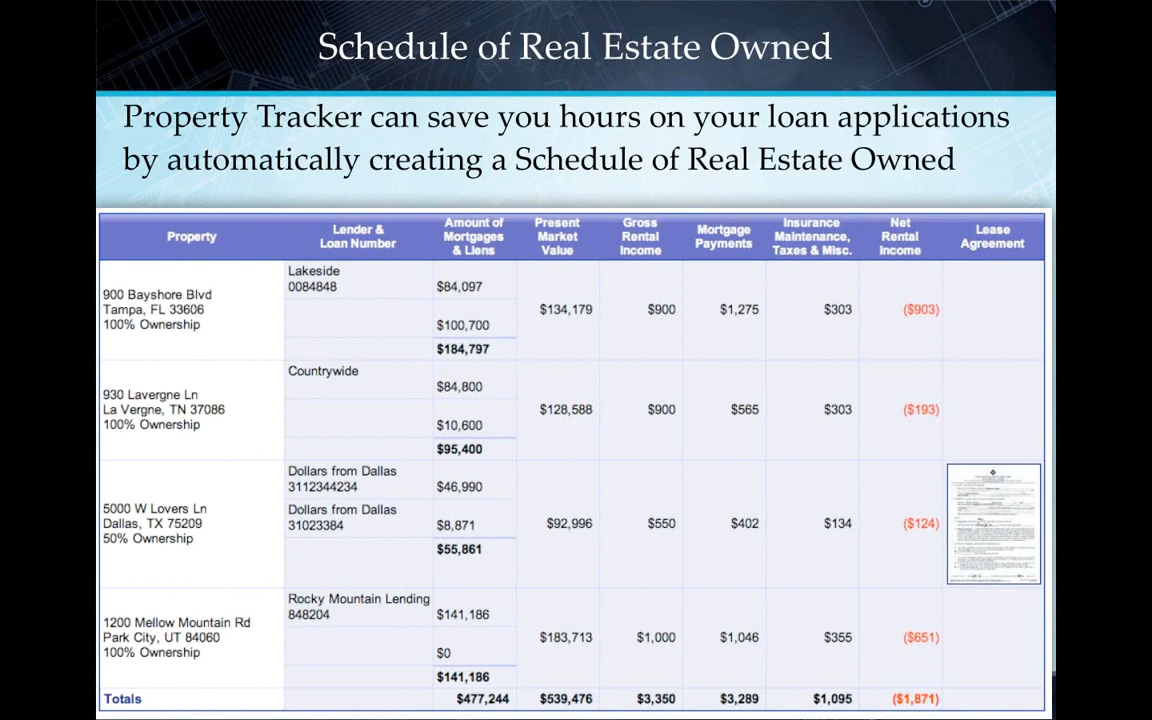 Schedule of Real Estate Owned
Property Tracker can save you hours on your loan applications
by automatically creating a Schedule of Real Estate Owned
Property
Lender &
Loan Number
Amount of
Mortgages
& Liens
Present
Market
Value
Gross
Rental
Income
Mortgage
Payments
Insurance
Maintenance,
Taxes & Misc.
Net
Rental
Income
Lease
Agreement
900 Bayshore Blvd
Tampa, FL 33606
100% Ownership
Lakeside
0084848
$84,097
$100,700
$184,797
$134,179
$900
$1,275
$303
($903)
930 Lavergne Ln
La Vergne, TN 37086
100% Ownership
Countrywide
$84,800
$10,600
$95,400
$128,588
$900
$565
$303
($193)
5000 W Lovers Ln
Dallas, TX 75209
50% Ownership
Dollars from Dallas
3112344234
$46,990
Dollars from Dallas
31023384
$8,871
$55,861
$92,996
$550
$402
$134
($124)
1200 Mellow Mountain Rd
Park City, UT 84060
100% Ownership
Rocky Mountain Lending
848204
$141,186
$0
$141,186
$183,713
$1,000
$1,046
$355
($651)
Totals
$477,244
$539,476
$3,350
$3,289
$1,095
($1,871)